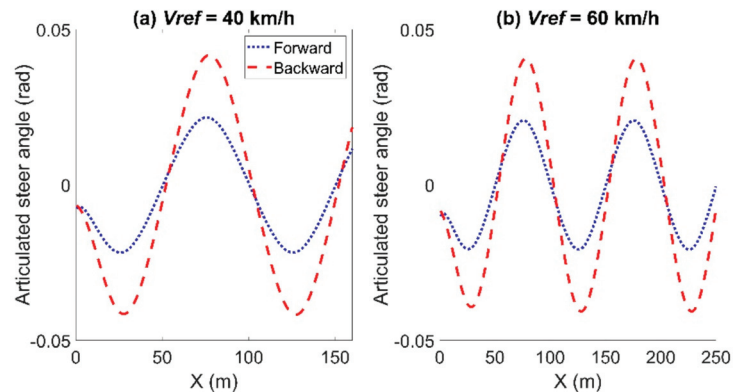 (a) Vref = 40 km/h
0.05
Forward
Backward
Articulated steer angle (rad)
0
-0.05
0 50 100 150
X (m)
(b) Vref = 60 km/h
0.05
Articulated steer angle (rad)
0
-0.05
0 50 100 150 200 250
X (m)